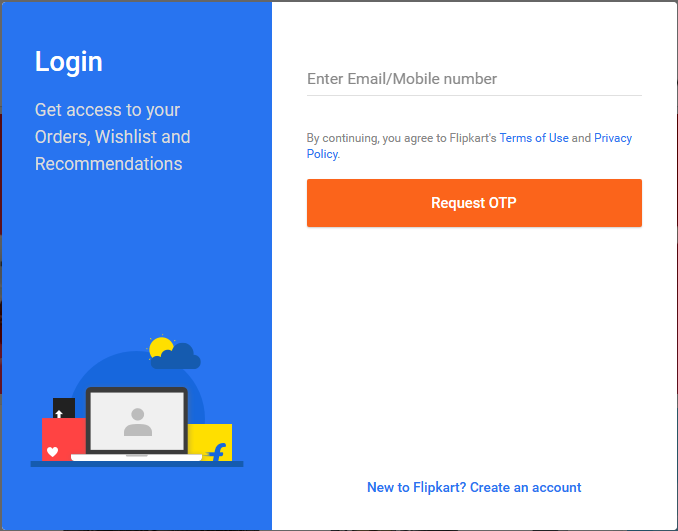 Login
Get access to your
Orders, Wishlist and
Recommendations
Enter Email/Mobile number
By continuing, you agree to Flipkart's Terms of Use and Privacy
Policy.
Request OTP
f
New to Flipkart? Create an account